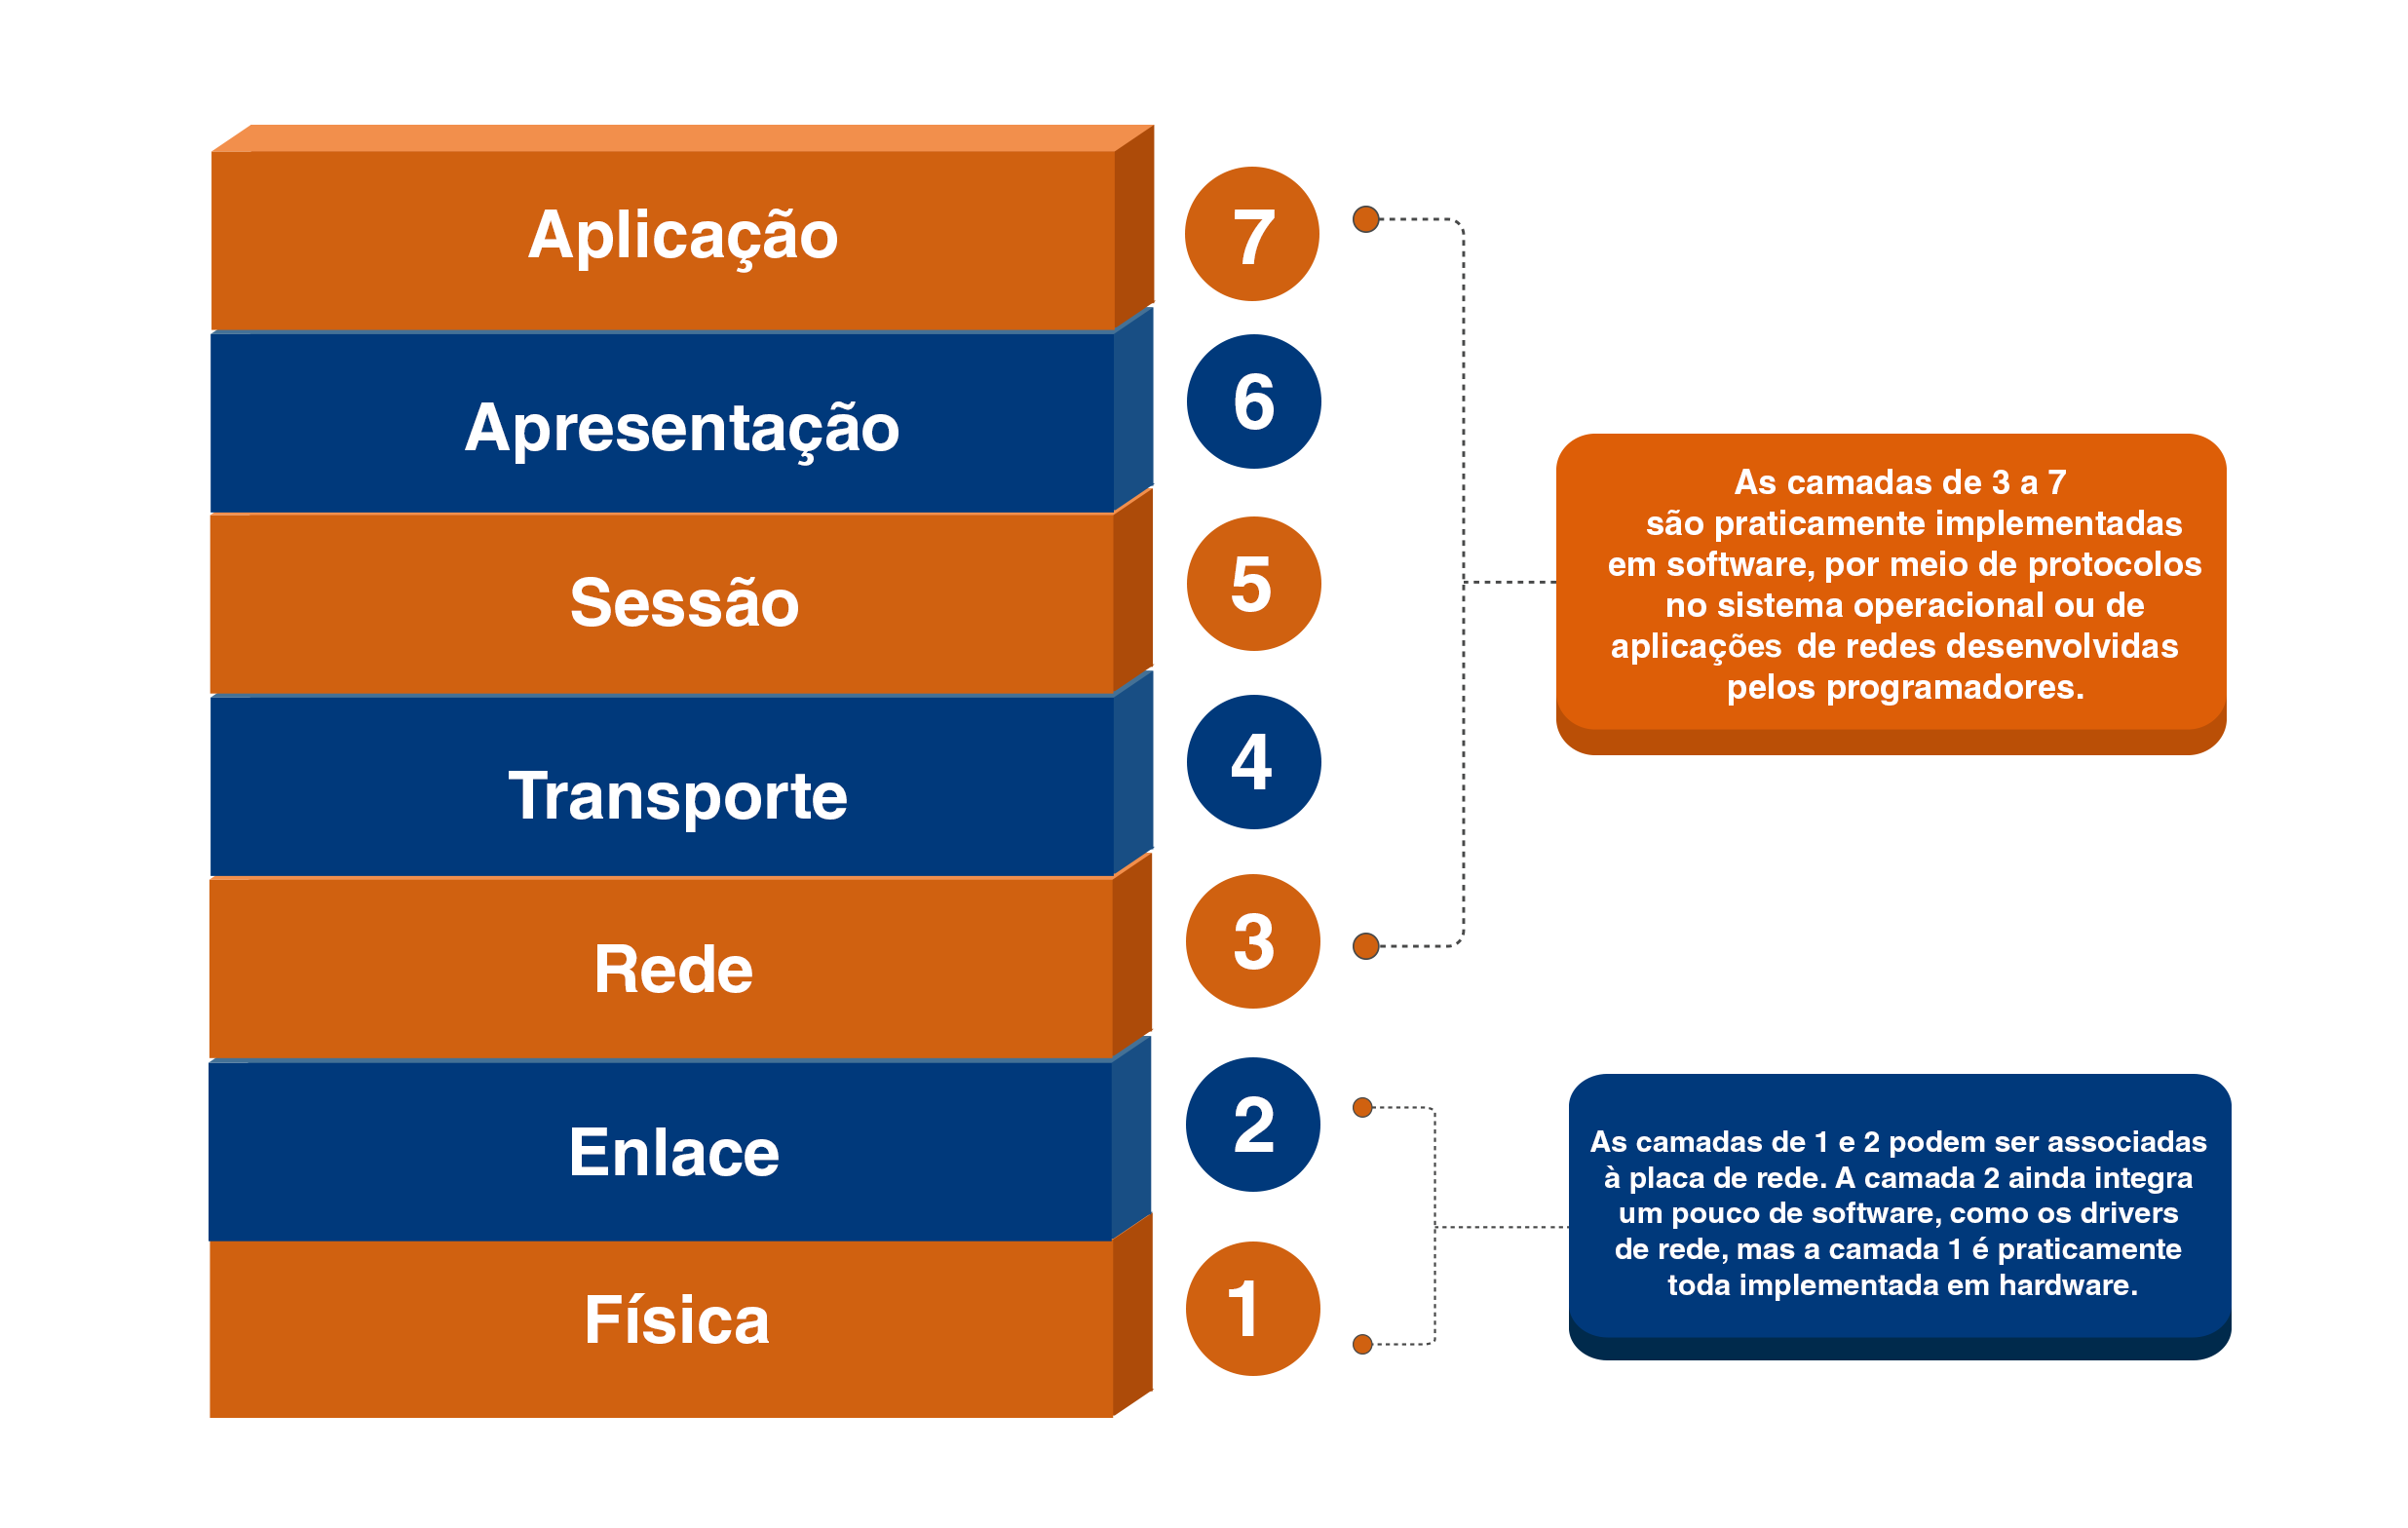 Aplicação
7
Apresentação
6
Sessão
5
Transporte
4
Rede
3
Enlace
2
Física
1
As camadas de 3 a 7
são praticamente implementadas
em software, por meio de protocolos
no sistema operacional ou de
aplicações de redes desenvolvidas
pelos programadores.
As camadas de 1 e 2 podem ser associadas
à placa de rede. A camada 2 ainda integra
um pouco de software, como os drivers
de rede, mas a camada 1 é praticamente
toda implementada em hardware.